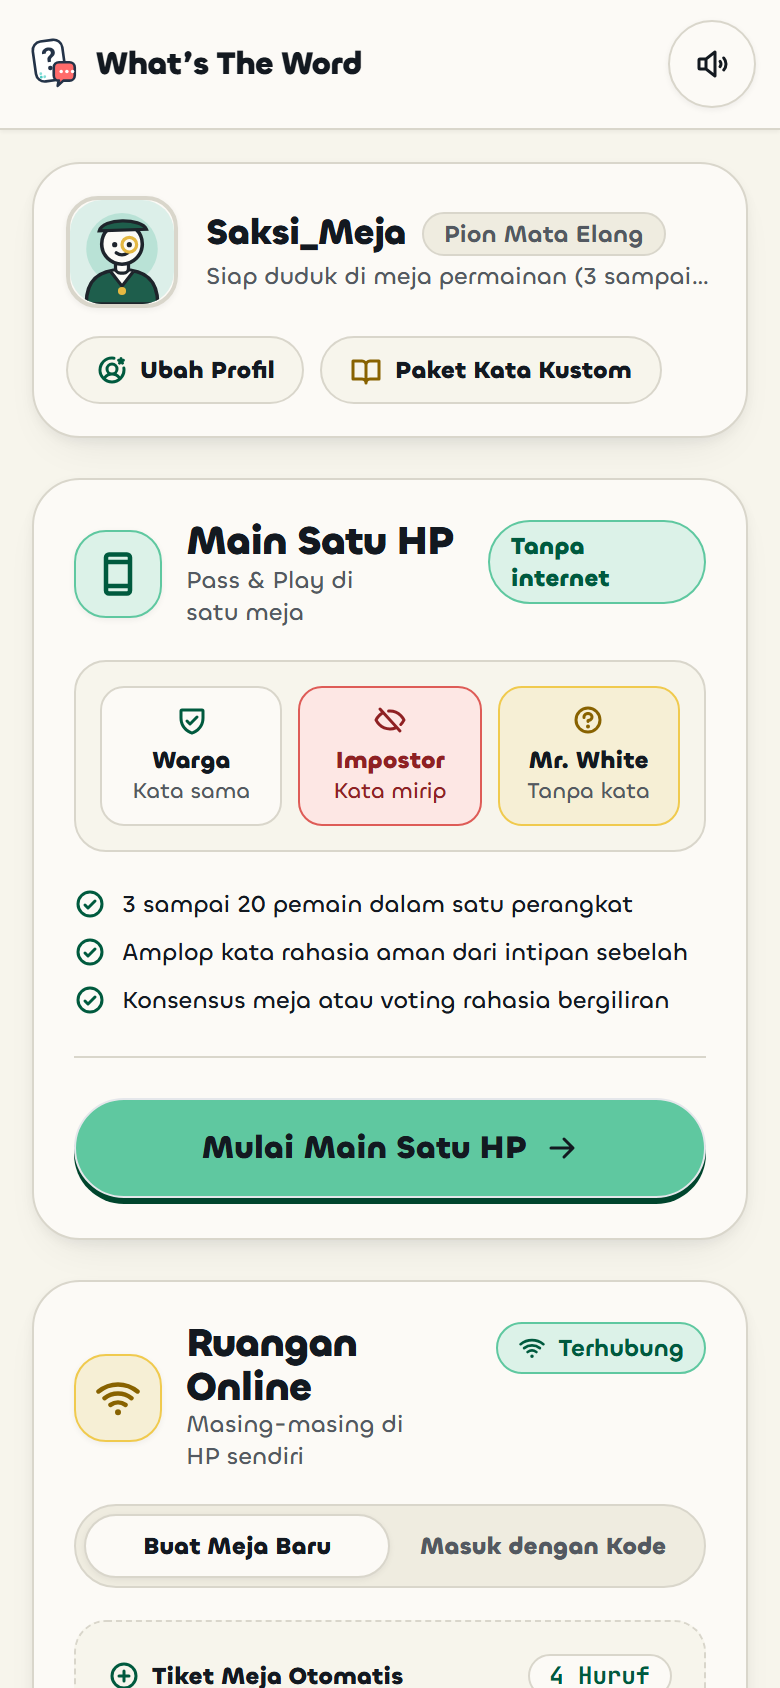 What's The Word
Saksi_Meja
Pion Mata Elang
Siap duduk di meja permainan (3 sampai...
Ubah Profil
Paket Kata Kustom
Main Satu HP
Pass & Play di
satu meja
Tanpa
internet
Warga
Kata sama
Impostor
Kata mirip
Mr. White
Tanpa kata
3 sampai 20 pemain dalam satu perangkat
Amplop kata rahasia aman dari intipan sebelah
Konsensus meja atau voting rahasia bergiliran
Mulai Main Satu HP
Ruangan
Online
Masing-masing di
HP sendiri
Terhubung
Buat Meja Baru
Masuk dengan Kode
Tiket Meja Otomatis
4 Huruf